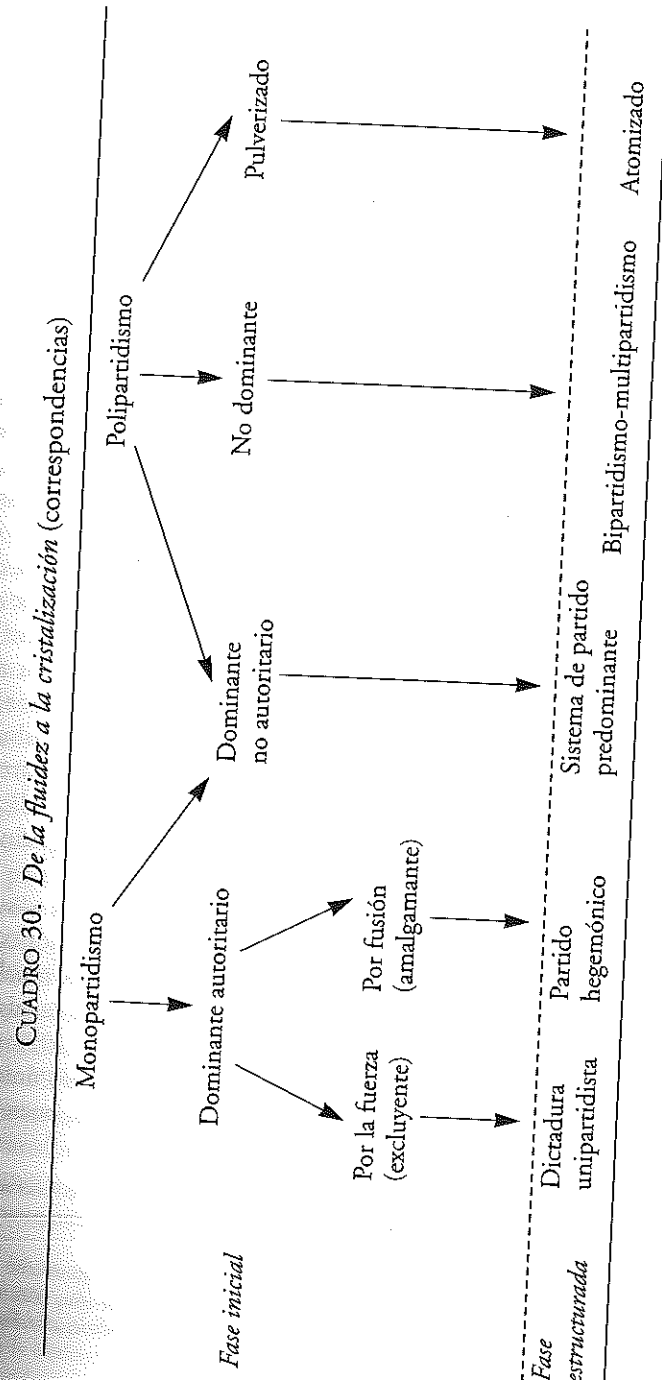 CUADRO 30. De la fluidez a la cristalización (correspondencias)
Monopartidismo
Polipartidismo
Fase inicial
Dominante autoritario
Dominante
no autoritario
No dominante
Pulverizado
Por la fuerza
(excluyente)
Por fusión
(amalgamante)
Fase
estructurada
Dictadura
unipartidista
Partido
hegemónico
Sistema de partido
predominante
Bipartidismo-multipartidismo
Atomizado